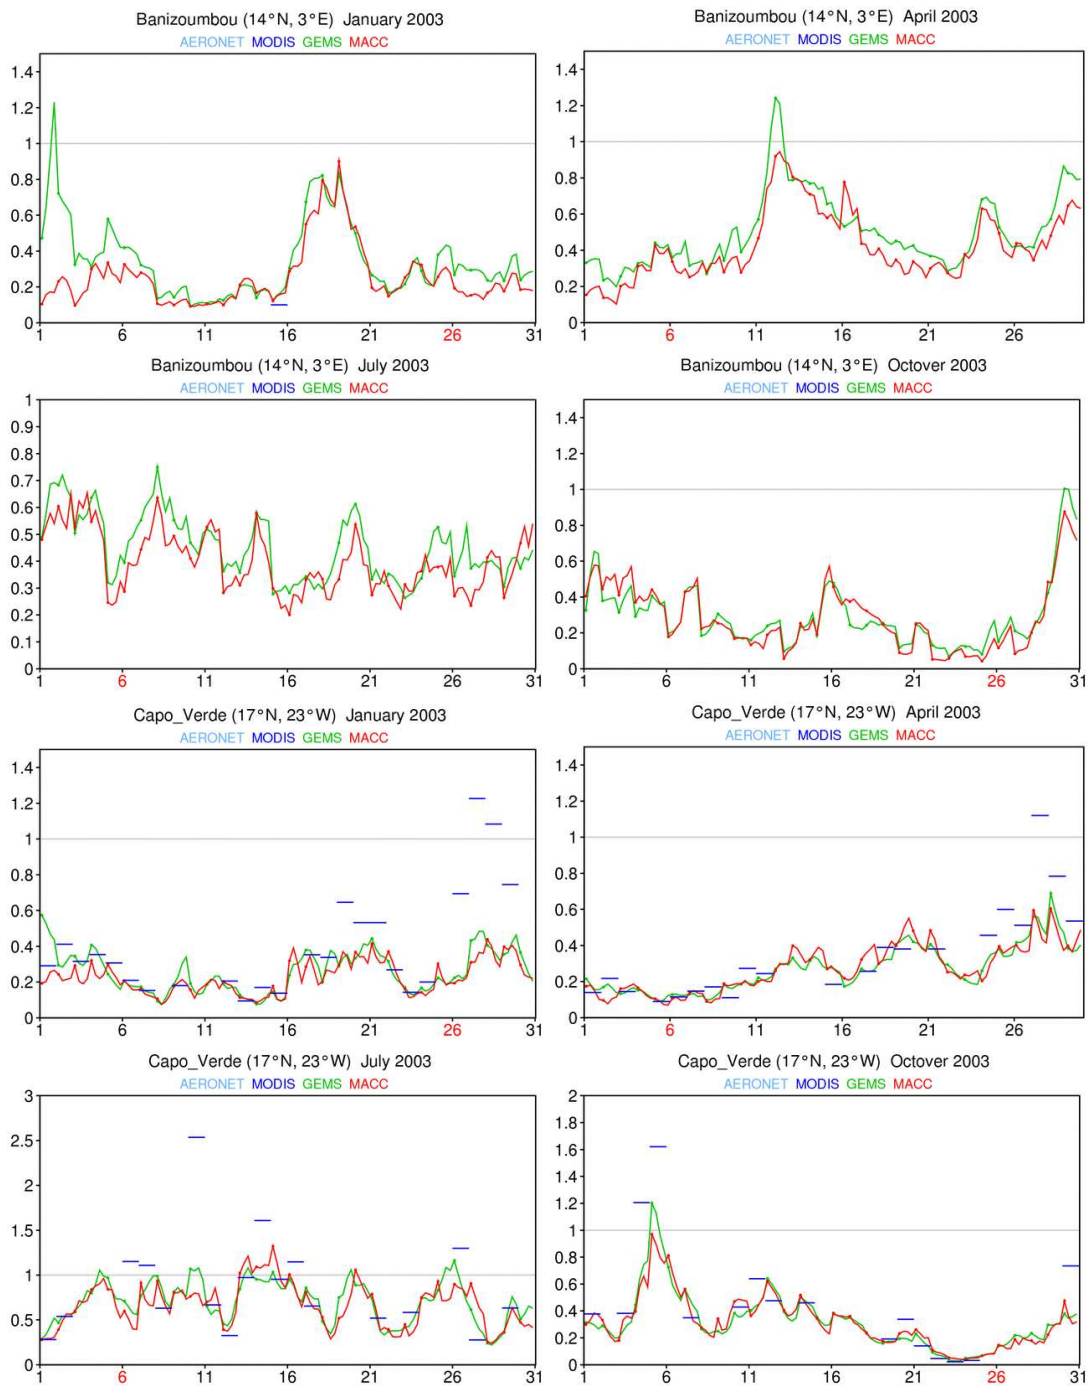 Banizoumbou (14°N, 3°E)  January 2003
AERONET MODIS GEMS MACC
1.4
1.2
1
0.8
0.6
0.4
0.2
0
1 6 11 16 21 26 31
Banizoumbou (14°N, 3°E)  April 2003
AERONET MODIS GEMS MACC
1.4
1.2
1
0.8
0.6
0.4
0.2
0
1 6 11 16 21 26
Banizoumbou (14°N, 3°E)  July 2003
AERONET MODIS GEMS MACC
1
0.9
0.8
0.7
0.6
0.5
0.4
0.3
0.2
0.1
0
1 6 11 16 21 26 31
Banizoumbou (14°N, 3°E)  Octover 2003
AERONET MODIS GEMS MACC
1.4
1.2
1
0.8
0.6
0.4
0.2
0
1 6 11 16 21 26 31
Capo_Verde (17°N, 23°W)  January 2003
AERONET MODIS GEMS MACC
1.4
1.2
1
0.8
0.6
0.4
0.2
0
1 6 11 16 21 26 31
Capo_Verde (17°N, 23°W)  April 2003
AERONET MODIS GEMS MACC
1.4
1.2
1
0.8
0.6
0.4
0.2
0
1 6 11 16 21 26
Capo_Verde (17°N, 23°W)  July 2003
AERONET MODIS GEMS MACC
3
2.5
2
1.5
1
0.5
0
1 6 11 16 21 26 31
Capo_Verde (17°N, 23°W)  Octover 2003
AERONET MODIS GEMS MACC
2
1.8
1.6
1.4
1.2
1
0.8
0.6
0.4
0.2
0
1 6 11 16 21 26 31